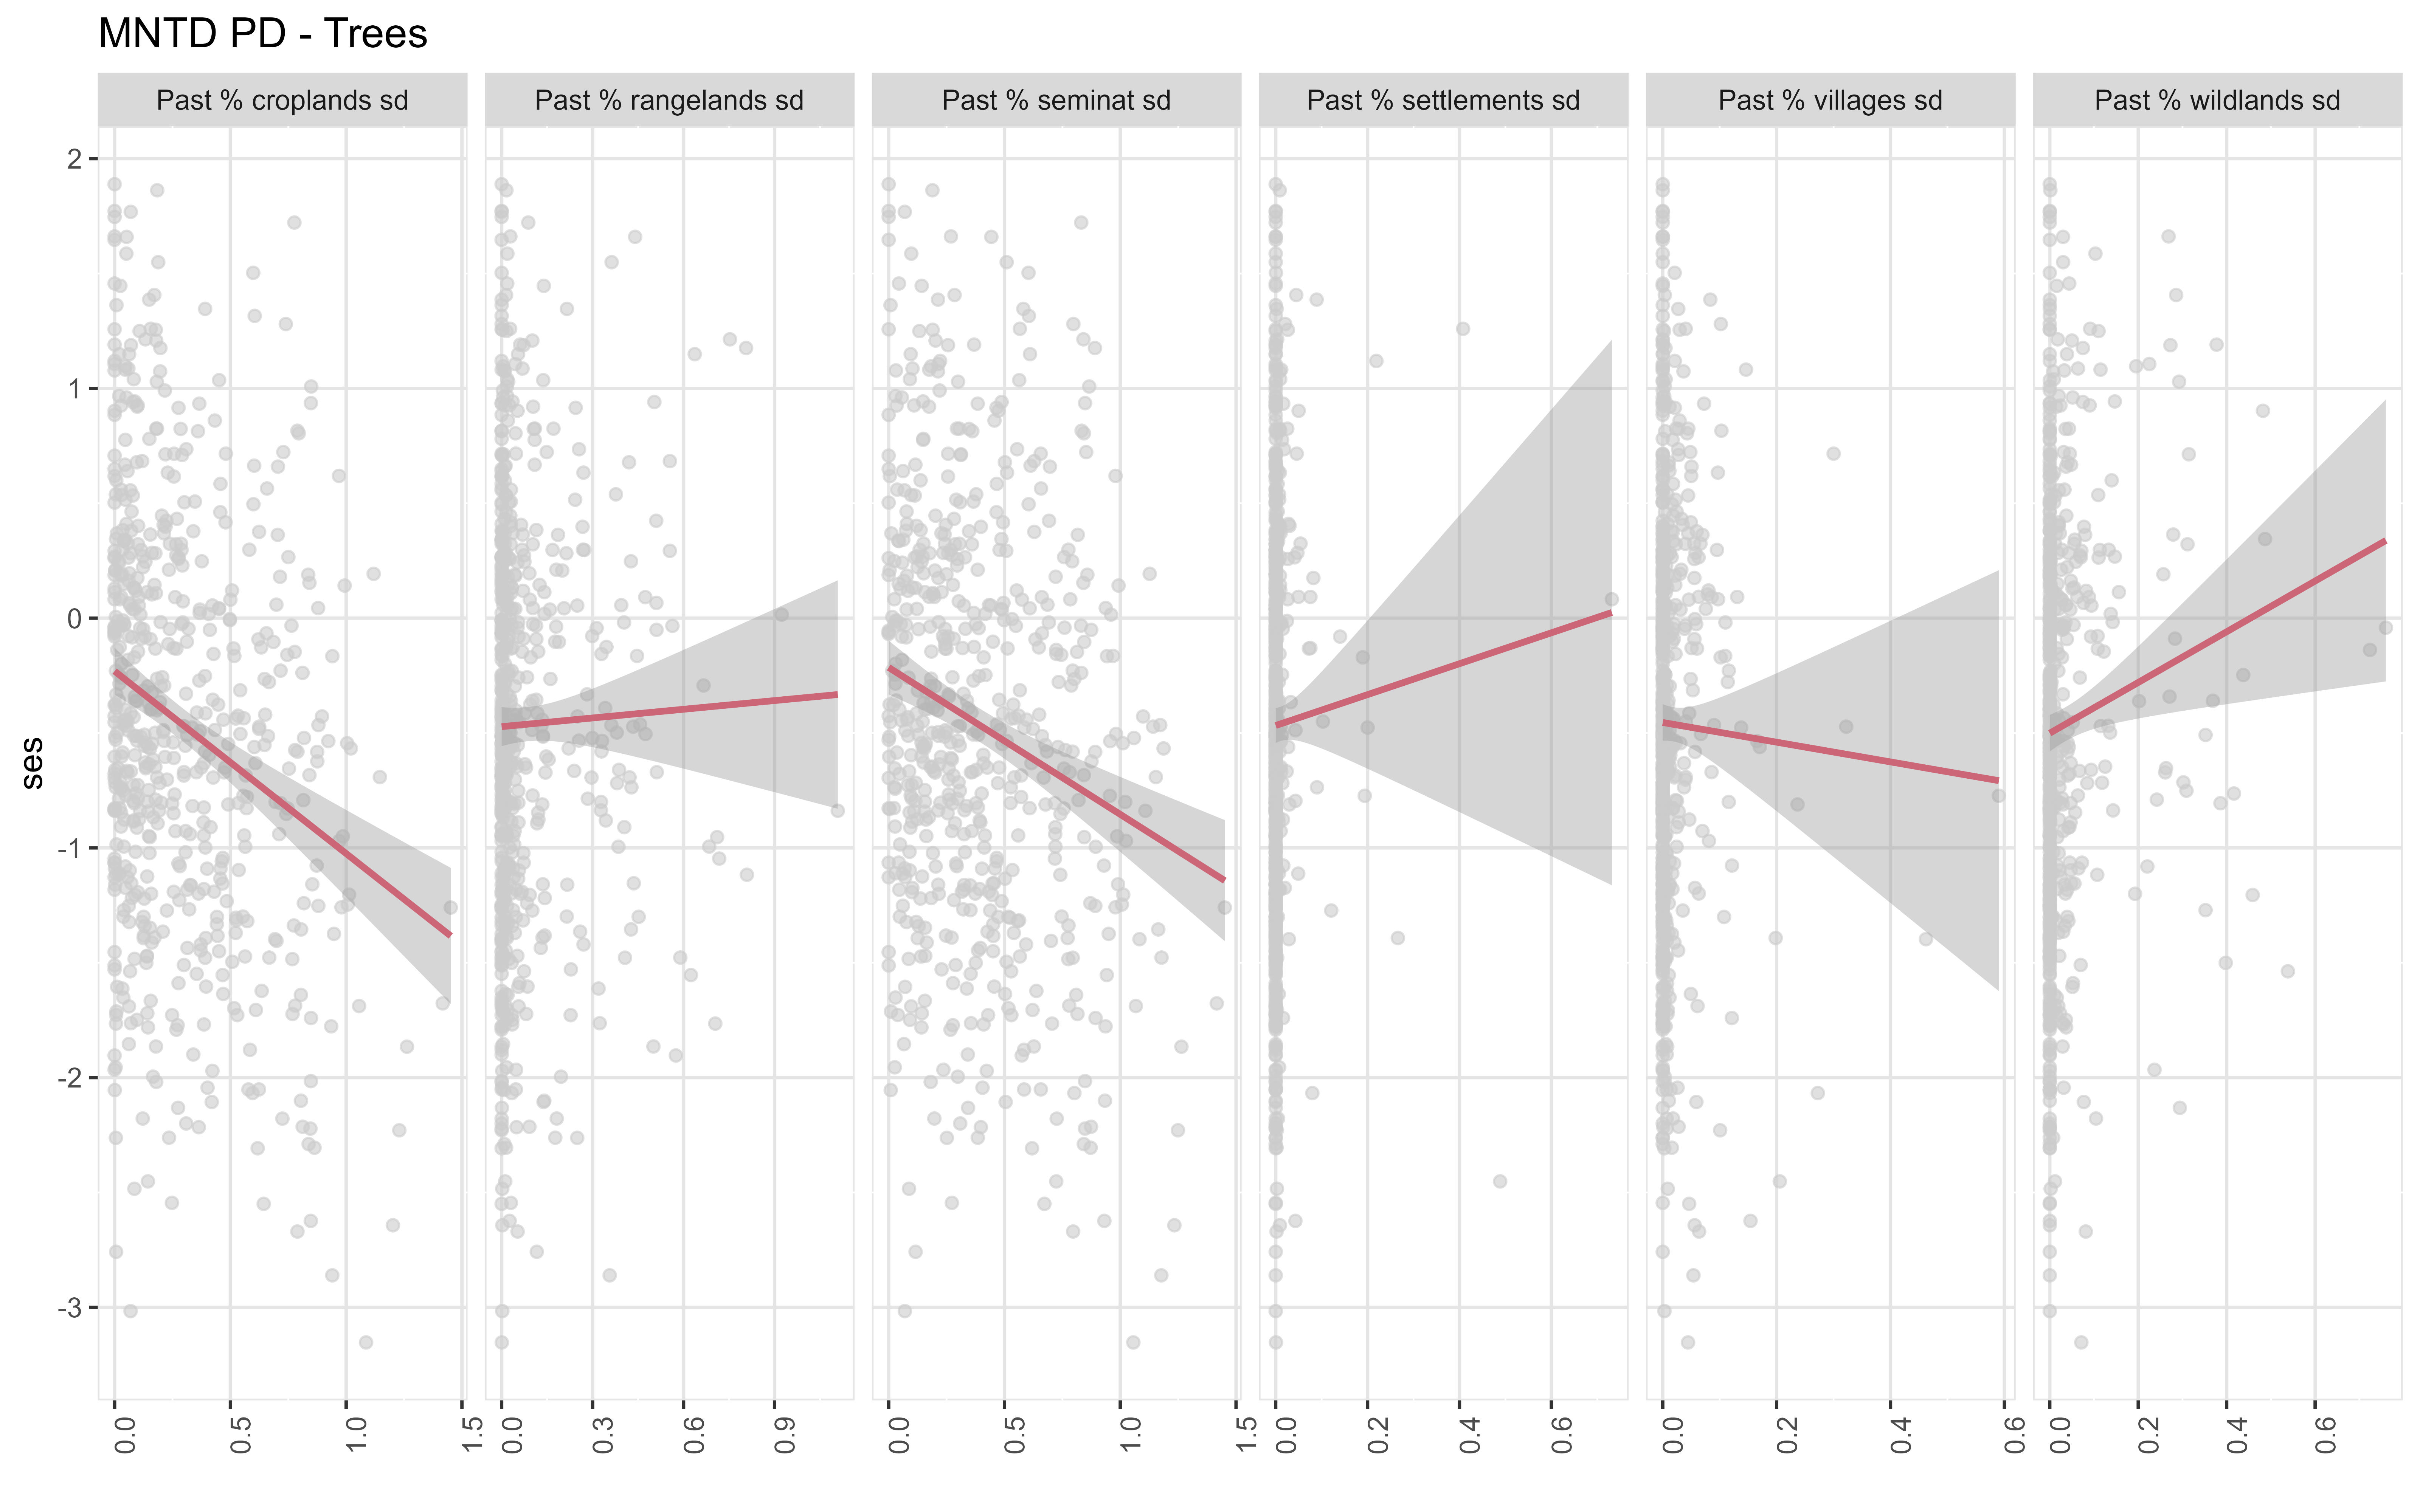 MNTD PD - Trees
Past % croplands sd
Past % rangelands sd
Past % seminat sd
Past % settlements sd
Past % villages sd
Past % wildlands sd
ses
2
1
0
-1
-2
-3
0.0 0.5 1.0 1.5
0.0 0.3 0.6 0.9
0.0 0.5 1.0 1.5
0.0 0.2 0.4 0.6
0.0 0.2 0.4 0.6
0.0 0.2 0.4 0.6